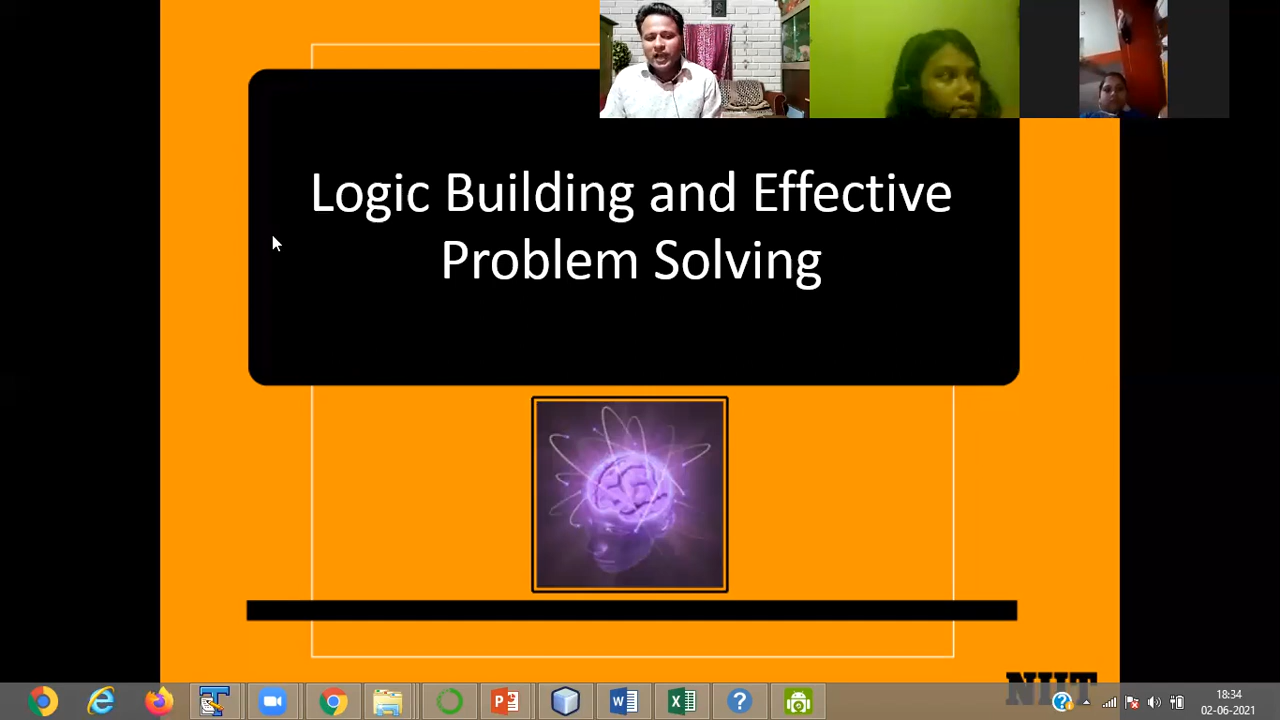 Logic Building and Effective
Problem Solving
NIIT
18:34
02-06-2021